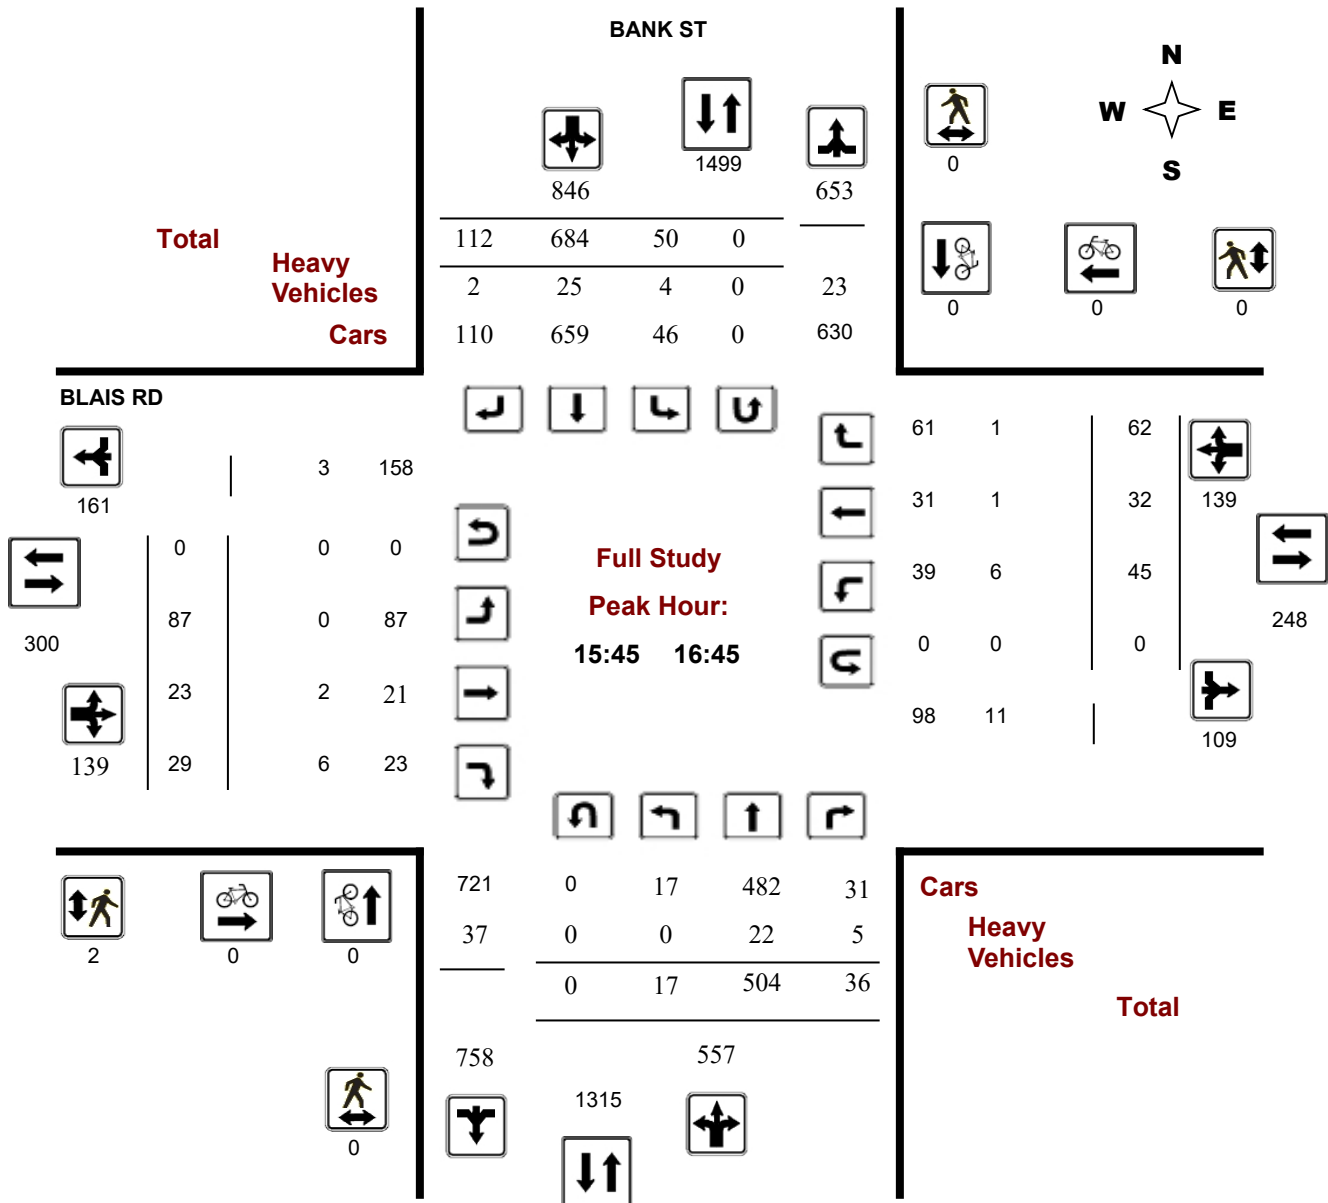 BANK ST
N
W E
S
846
1499
653
0
Total
112 684 50 0
Heavy
Vehicles
2 25 4 0 23
Cars
110 659 46 0 630
0 0 0
BLAIS RD
161
3 158
0 0 0
87 0 87
300
23 2 21
139
29 6 23
Full Study
Peak Hour:
15:45 16:45
61 1 62
139
31 1 32
39 6 45
248
0 0 0
98 11
109
2 0 0
721 0 17 482 31
37 0 0 22 5
0 17 504 36
Cars
Heavy
Vehicles
Total
758
557
1315
0